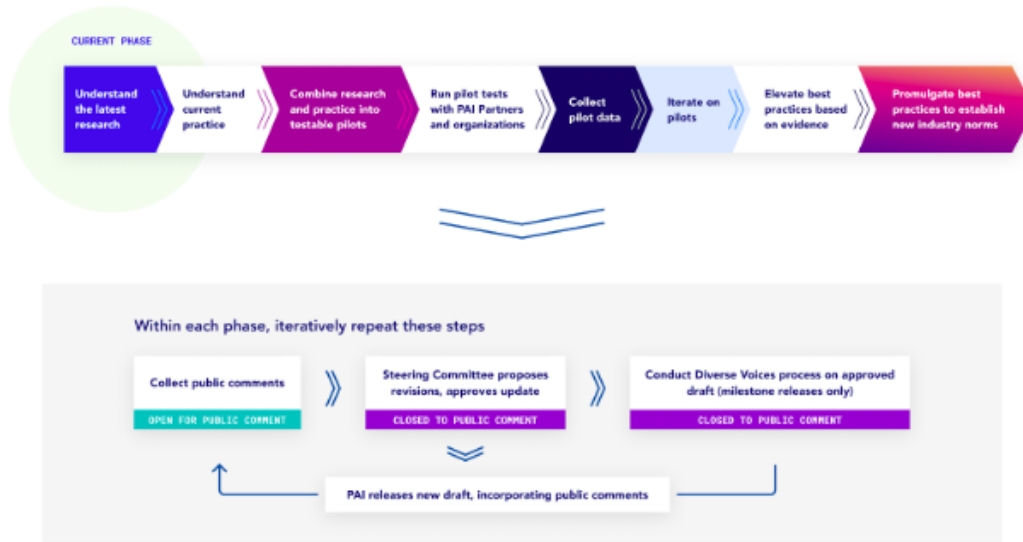 CURRENT PHASE
Understand
the latest
research
Understand
current
practice
Combine research
and practice into
testable pilots
Run pilot tests
with PAI Partners
and organizations
Collect
pilot data
Iterate on
pilots
Elevate best
practices based
on evidence
Promulgate best
practices to establish
new industry norms
Within each phase, iteratively repeat these steps
Collect public comments
OPEN FOR PUBLIC COMMENT
Steering Committee proposes
revisions, approves update
CLOSED TO PUBLIC COMMENT
Conduct Diverse Voices process on approved
draft (milestone releases only)
CLOSED TO PUBLIC COMMENT
PAI releases new draft, incorporating public comments